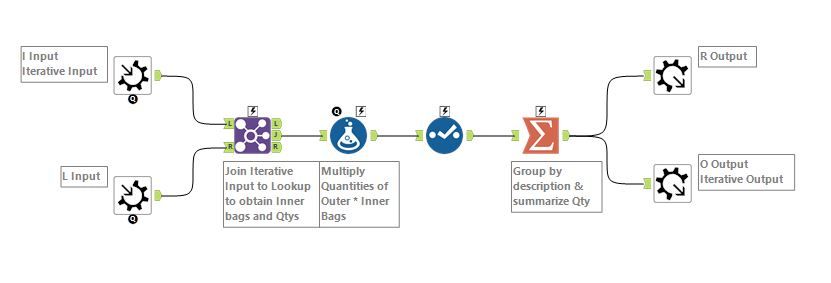 I Input
Iterative Input
Q
L Input
Q
L
R
L
J
R
Join Iterative
Input to Lookup
to obtain Inner
bags and Qtys
Q
Multiply
Quantities of
Outer * Inner
Bags
Σ
Group by
description &
summarize Qty
R Output
O Output
Iterative Output